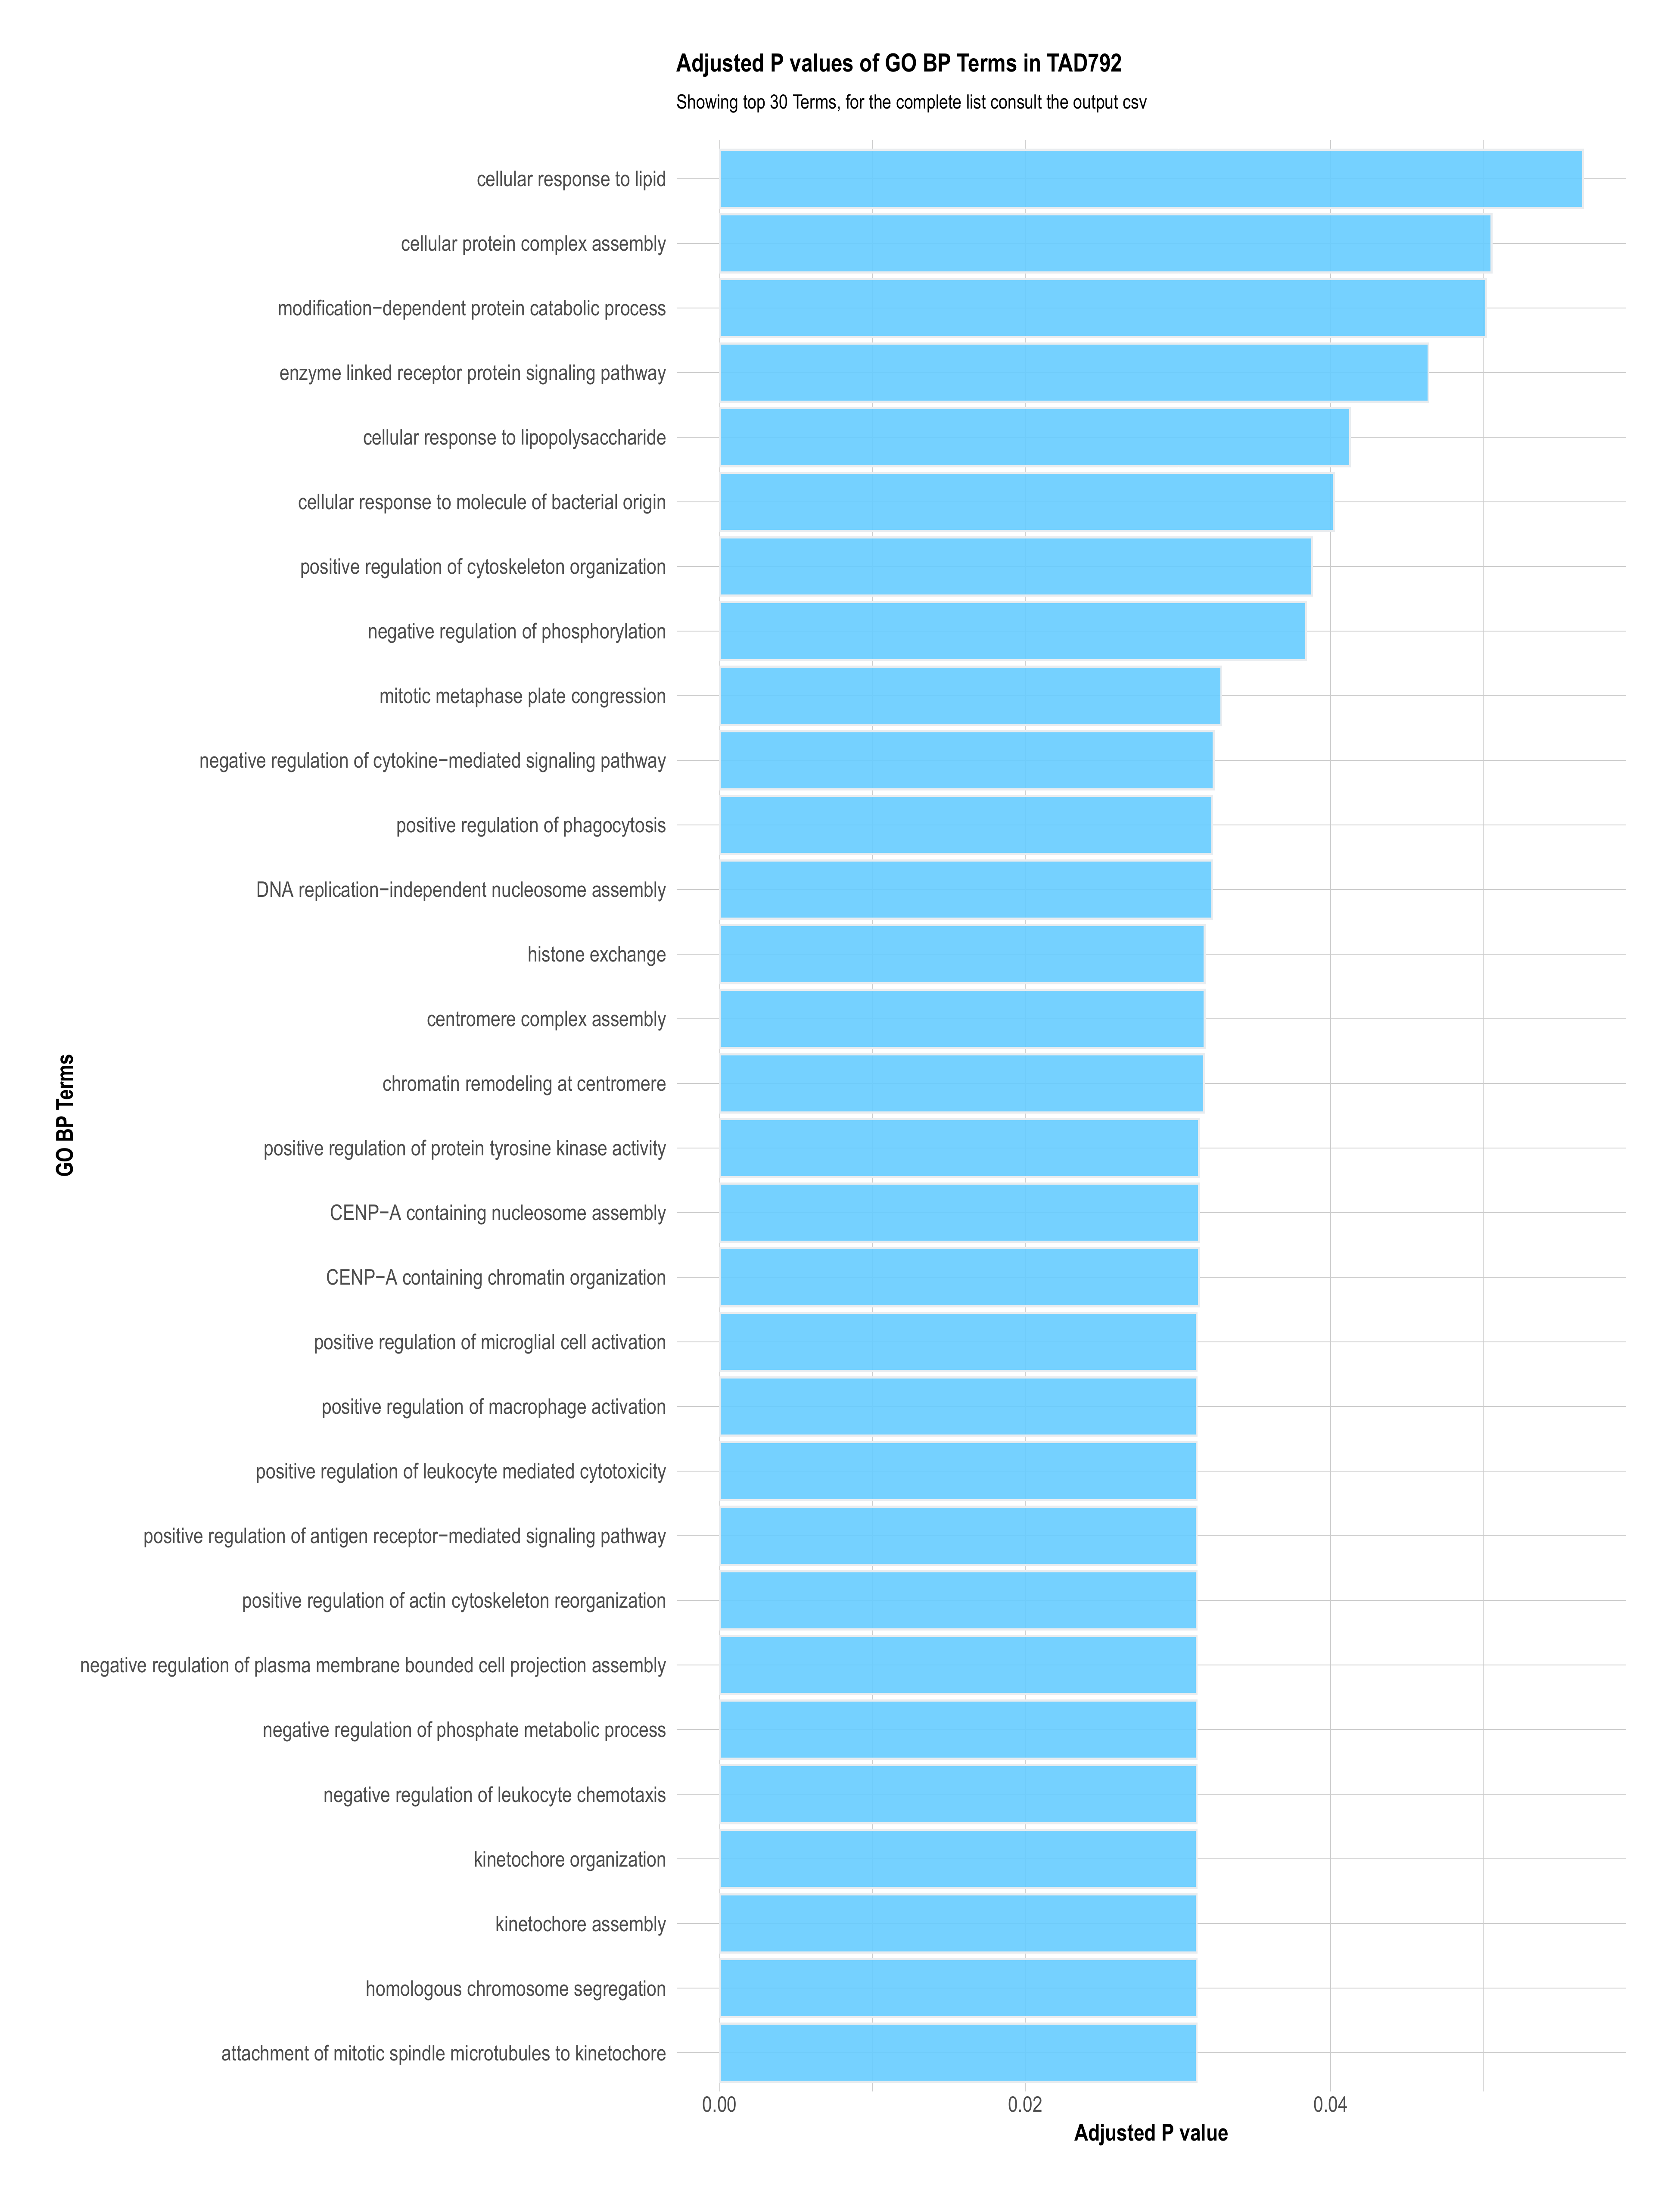 Adjusted P values of GO BP Terms in TAD792
Showing top 30 Terms, for the complete list consult the output csv
cellular response to lipid
cellular protein complex assembly
modification−dependent protein catabolic process
enzyme linked receptor protein signaling pathway
cellular response to lipopolysaccharide
cellular response to molecule of bacterial origin
positive regulation of cytoskeleton organization
negative regulation of phosphorylation
mitotic metaphase plate congression
negative regulation of cytokine−mediated signaling pathway
positive regulation of phagocytosis
DNA replication−independent nucleosome assembly
histone exchange
centromere complex assembly
chromatin remodeling at centromere
positive regulation of protein tyrosine kinase activity
CENP−A containing nucleosome assembly
CENP−A containing chromatin organization
positive regulation of microglial cell activation
positive regulation of macrophage activation
positive regulation of leukocyte mediated cytotoxicity
positive regulation of antigen receptor−mediated signaling pathway
positive regulation of actin cytoskeleton reorganization
negative regulation of plasma membrane bounded cell projection assembly
negative regulation of phosphate metabolic process
negative regulation of leukocyte chemotaxis
kinetochore organization
kinetochore assembly
homologous chromosome segregation
attachment of mitotic spindle microtubules to kinetochore
GO BP Terms
0.00 0.02 0.04
Adjusted P value